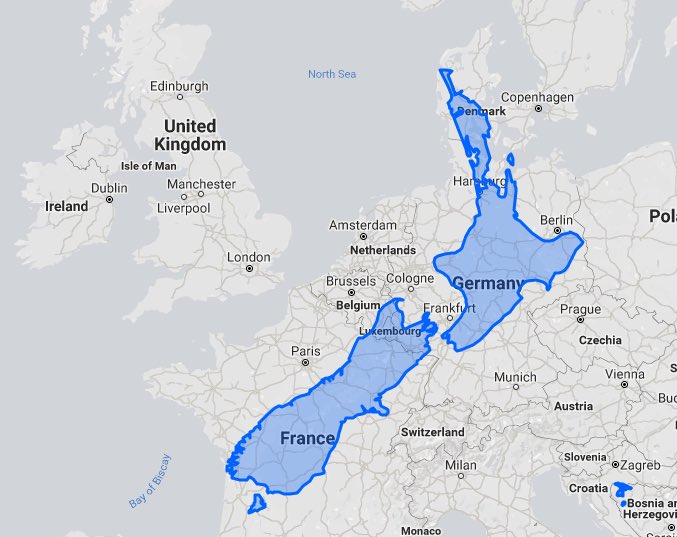 North Sea
Edinburgh
Copenhagen
Denmark
United
Kingdom
Isle of Man
Hamburg
Manchester
Dublin
Ireland
Liverpool
Pol
Berlin
Amsterdam
Netherlands
London
Brussels
Cologne
Germany
Belgium
Frankfurt
Prague
Luxembourg
Czechia
Paris
Munich
Vienna
Austria
Switzerland
France
Slovenia
Zagreb
Milan
Bay of Biscay
Croatia
Bosnia an
Herzegovi
Monaco